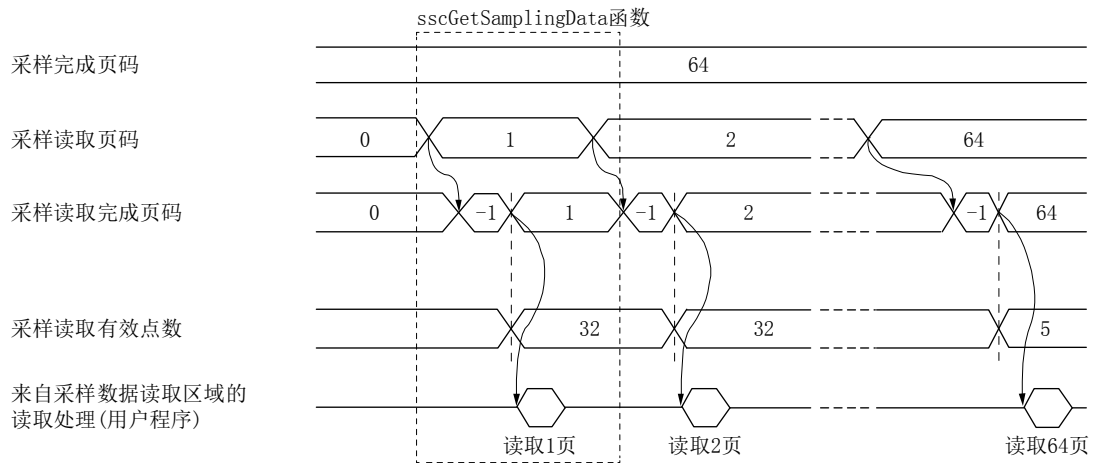 sscGetSamplingData函数
采样完成页码
64
采样读取页码
0 1 2 64
采样读取完成页码
0 -1 1 -1 2 -1 64
采样读取有效点数
32 32 5
来自采样数据读取区域的
读取处理(用户程序)
读取1页 读取2页 读取64页